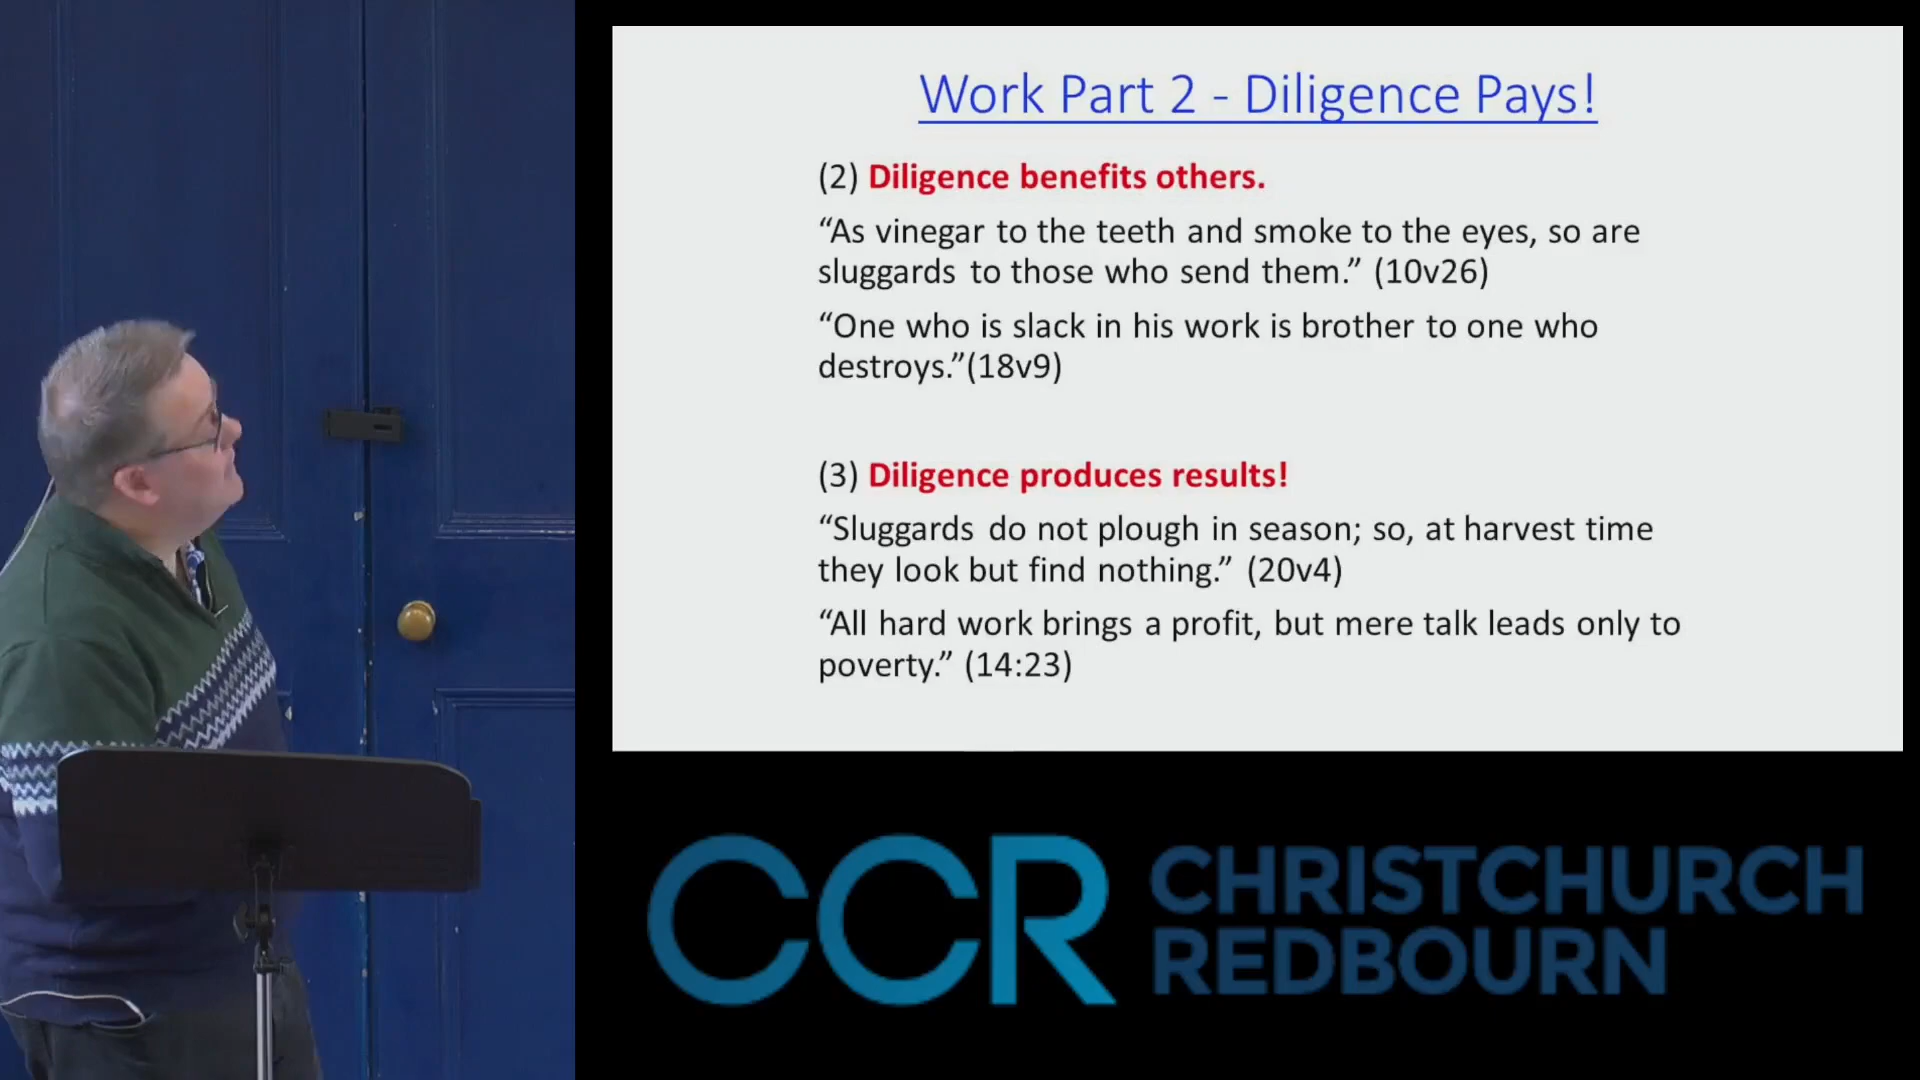 Work Part 2 - Diligence Pays!
(2) Diligence benefits others.
“As vinegar to the teeth and smoke to the eyes, so are
sluggards to those who send them.” (10v26)
“One who is slack in his work is brother to one who
destroys.”(18v9)
(3) Diligence produces results!
“Sluggards do not plough in season; so, at harvest time
they look but find nothing.” (20v4)
“All hard work brings a profit, but mere talk leads only to
poverty.” (14:23)
CCR CHRISTCHURCH
REDBOURN